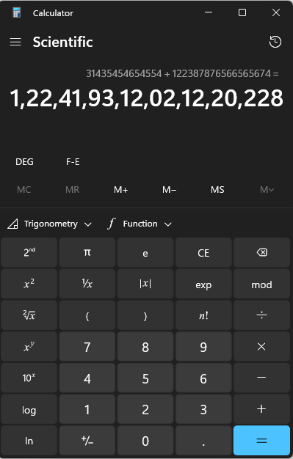 Calculator
Scientific
31435454654554 + 122387876566565674 =
1,22,41,93,12,02,12,20,228
DEG F-E
MC MR M+ M− MS M˅
Trigonometry Function
2ⁿᵈ π e CE
x² ¹/x |x| exp mod
²√x ( ) n! ÷
xʸ 7 8 9 ×
10ˣ 4 5 6 −
log 1 2 3 +
ln +/− 0 . =